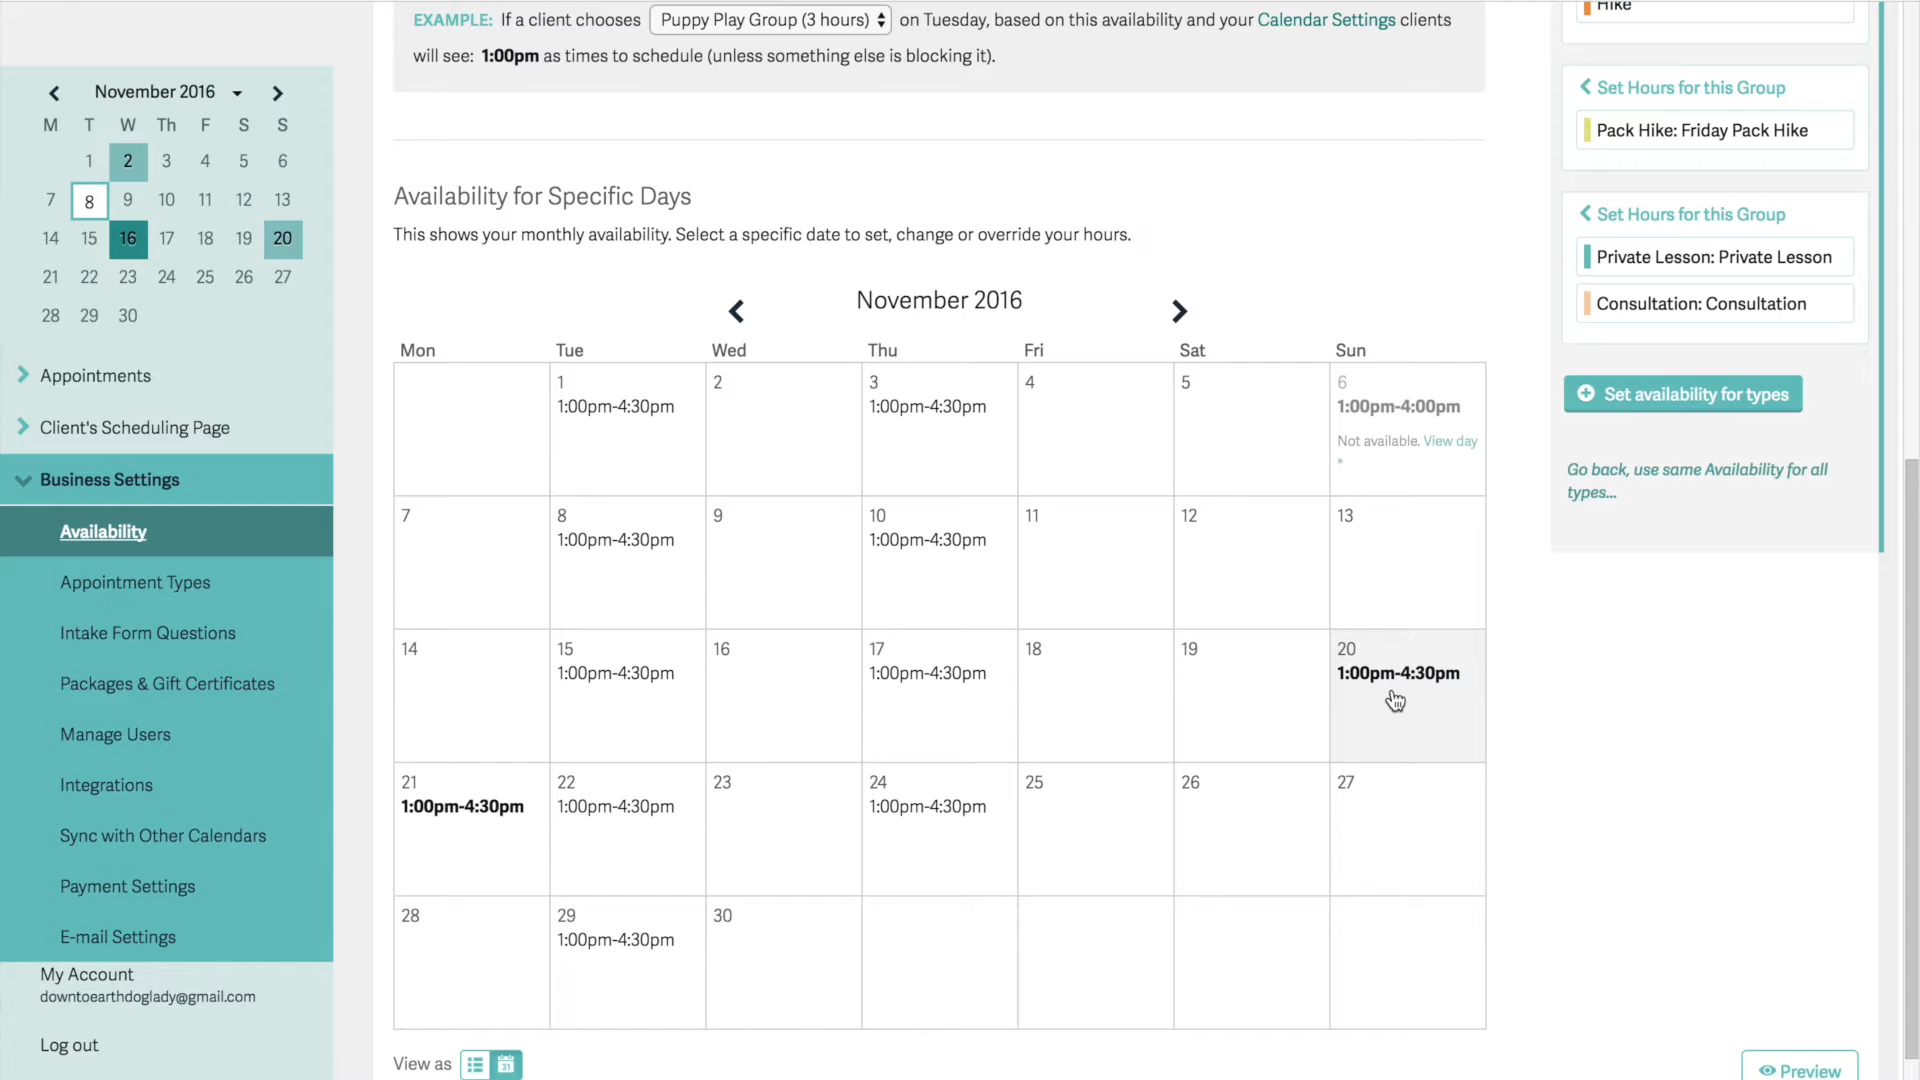 EXAMPLE: If a client chooses Puppy Play Group (3 hours) on Tuesday, based on this availability and your Calendar Settings clients
will see: 1:00pm as times to schedule (unless something else is blocking it).
November 2016
M T W Th F S S
1 2 3 4 5 6
7 8 9 10 11 12 13
14 15 16 17 18 19 20
21 22 23 24 25 26 27
28 29 30
Appointments
Client's Scheduling Page
Business Settings
Availability
Appointment Types
Intake Form Questions
Packages & Gift Certificates
Manage Users
Integrations
Sync with Other Calendars
Payment Settings
E-mail Settings
My Account
downtoearthdoglady@gmail.com
Log out
Availability for Specific Days
This shows your monthly availability. Select a specific date to set, change or override your hours.
November 2016
Mon Tue Wed Thu Fri Sat Sun
1 2 3 4 5 6
1:00pm-4:30pm 1:00pm-4:30pm 1:00pm-4:00pm
Not available. View day
»
7 8 9 10 11 12 13
1:00pm-4:30pm 1:00pm-4:30pm
14 15 16 17 18 19 20
1:00pm-4:30pm 1:00pm-4:30pm 1:00pm-4:30pm
21 22 23 24 25 26 27
1:00pm-4:30pm 1:00pm-4:30pm 1:00pm-4:30pm
28 29 30
1:00pm-4:30pm
View as
31
Hike
Set Hours for this Group
Pack Hike: Friday Pack Hike
Set Hours for this Group
Private Lesson: Private Lesson
Consultation: Consultation
Set availability for types
Go back, use same Availability for all
types...
Preview